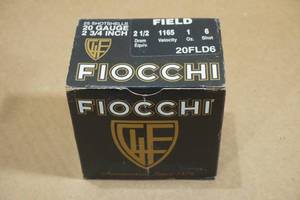 25 SHOTSHELLS
20 GAUGE
2 3/4 INCH
FIELD
2 1/2 1165 1 6
Dram Equiv. Velocity Oz. Shot
20FLD6
FIOCCHI
FIOCCHI
GFL